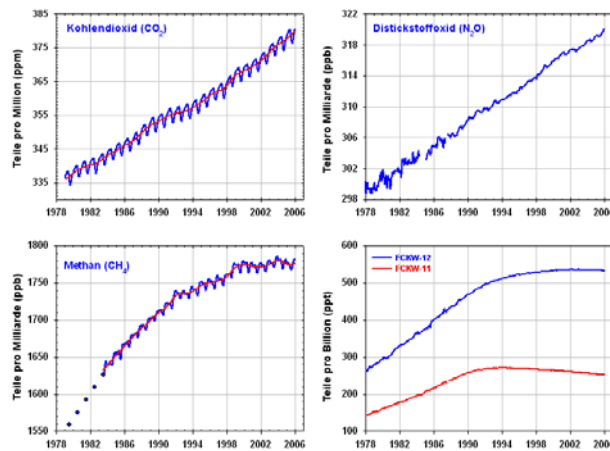 Kohlendioxid (CO₂)
Teile pro Million (ppm)
385
375
365
355
345
335
1978 1982 1986 1990 1994 1998 2002 2006
Distickstoffoxid (N₂O)
Teile pro Milliarde (ppb)
322
318
314
310
306
302
298
1978 1982 1986 1990 1994 1998 2002 2006
Methan (CH₄)
Teile pro Milliarde (ppb)
1800
1750
1700
1650
1600
1550
1978 1982 1986 1990 1994 1998 2002 2006
FCKW-12
FCKW-11
Teile pro Billion (ppt)
600
500
400
300
200
100
1978 1982 1986 1990 1994 1998 2002 2006